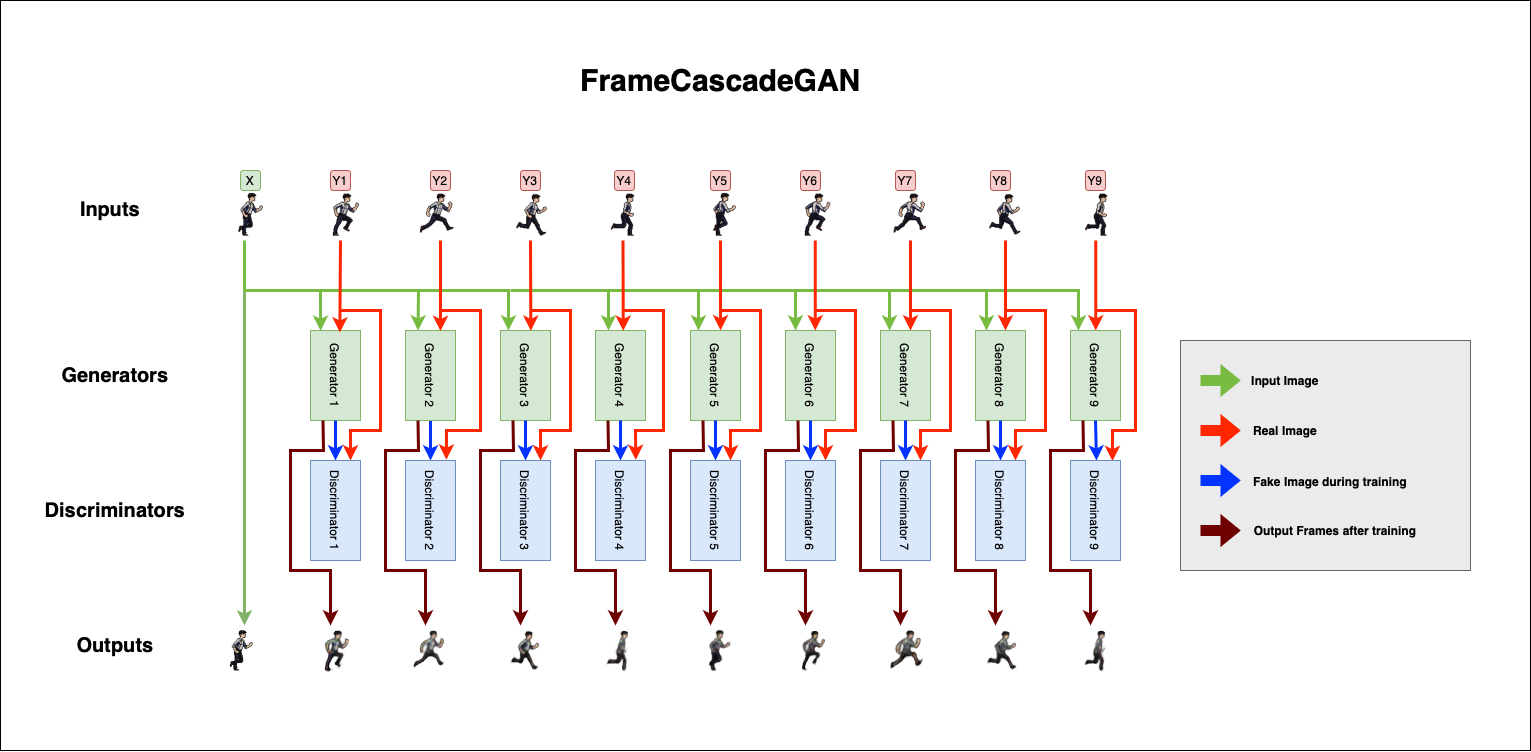 FrameCascadeGAN
X Y1 Y2 Y3 Y4 Y5 Y6 Y7 Y8 Y9
Inputs
Generators
Generator 1
Generator 2
Generator 3
Generator 4
Generator 5
Generator 6
Generator 7
Generator 8
Generator 9
Input Image
Real Image
Fake Image during training
Output Frames after training
Discriminators
Discriminator 1
Discriminator 2
Discriminator 3
Discriminator 4
Discriminator 5
Discriminator 6
Discriminator 7
Discriminator 8
Discriminator 9
Outputs